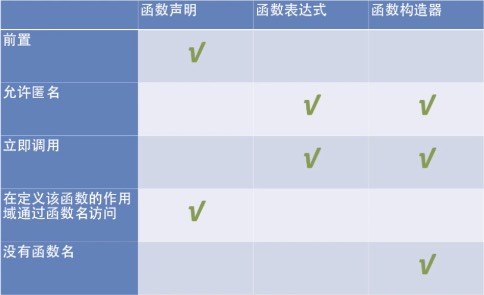 函数声明 函数表达式 函数构造器
前置 √
允许匿名 √ √
立即调用 √ √
在定义该函数的作用
域通过函数名访问 √
没有函数名 √